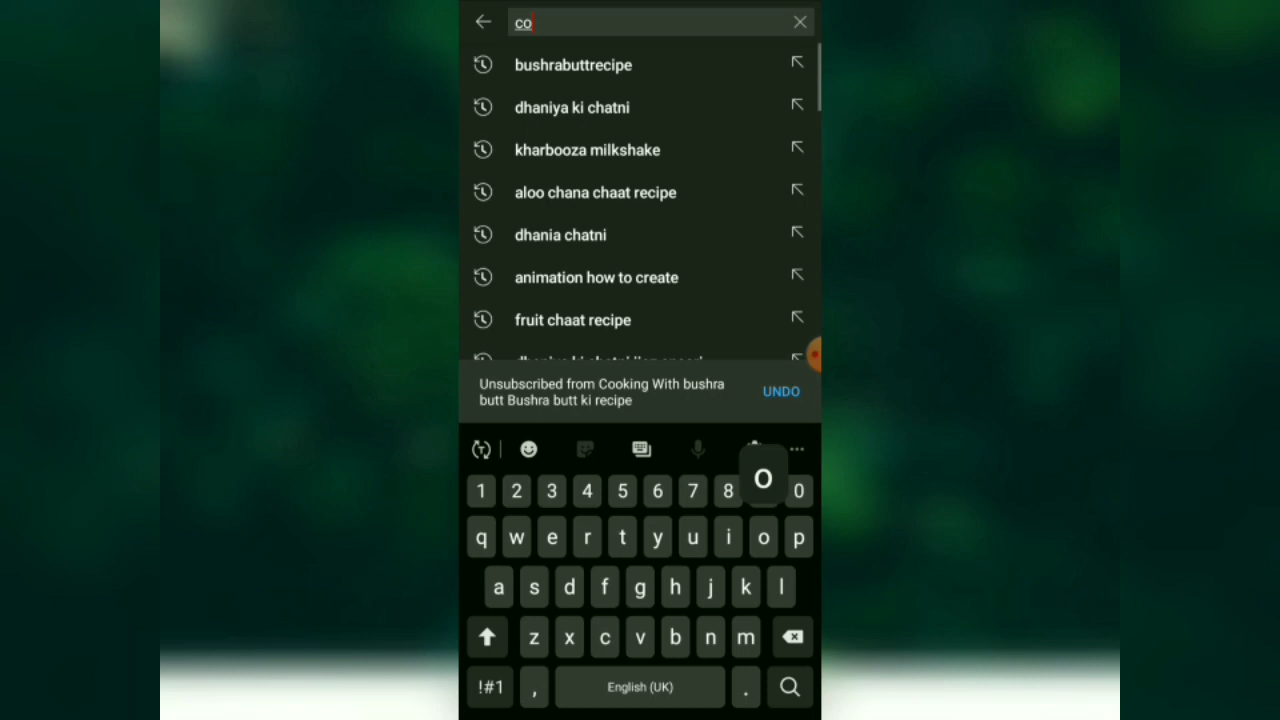 co
bushrabuttrecipe
dhaniya ki chatni
kharbooza milkshake
aloo chana chaat recipe
dhania chatni
animation how to create
fruit chaat recipe
Unsubscribed from Cooking With bushra
butt Bushra butt ki recipe
UNDO
o
1 2 3 4 5 6 7 8 0
q w e r t y u i o p
a s d f g h j k l
z x c v b n m
!#1 , English (UK) .